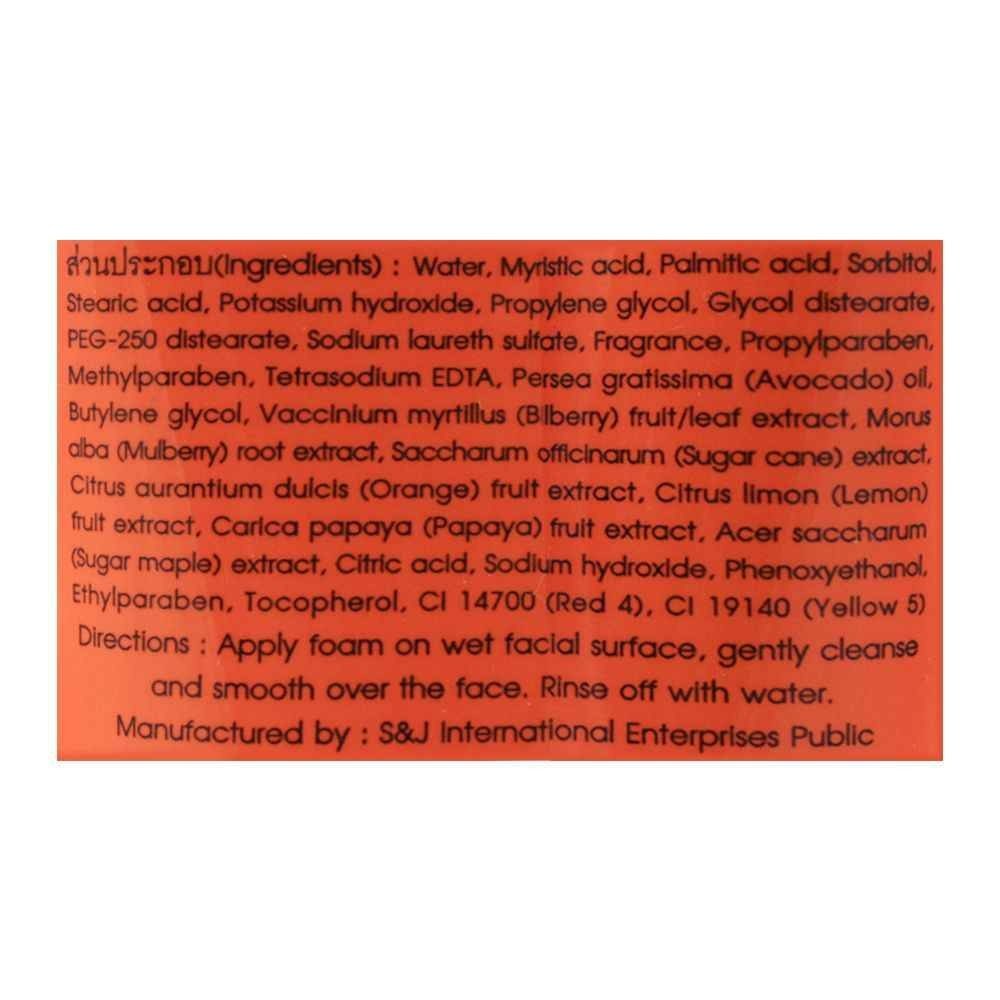 ส่วนประกอบ(Ingredients) : Water, Myristic acid, Palmitic acid, Sorbitol,
Stearic acid, Potassium hydroxide, Propylene glycol, Glycol distearate,
PEG-250 distearate, Sodium laureth sulfate, Fragrance, Propylparaben,
Methylparaben, Tetrasodium EDTA, Persea gratissima (Avocado) oil,
Butylene glycol, Vaccinium myrtillus (Bilberry) fruit/leaf extract, Morus
alba (Mulberry) root extract, Saccharum officinarum (Sugar cane) extract,
Citrus aurantium dulcis (Orange) fruit extract, Citrus limon (Lemon)
fruit extract, Carica papaya (Papaya) fruit extract, Acer saccharum
(Sugar maple) extract, Citric acid, Sodium hydroxide, Phenoxyethanol,
Ethylparaben, Tocopherol, CI 14700 (Red 4), CI 19140 (Yellow 5)
Directions : Apply foam on wet facial surface, gently cleanse
and smooth over the face. Rinse off with water.
Manufactured by : S&J International Enterprises Public